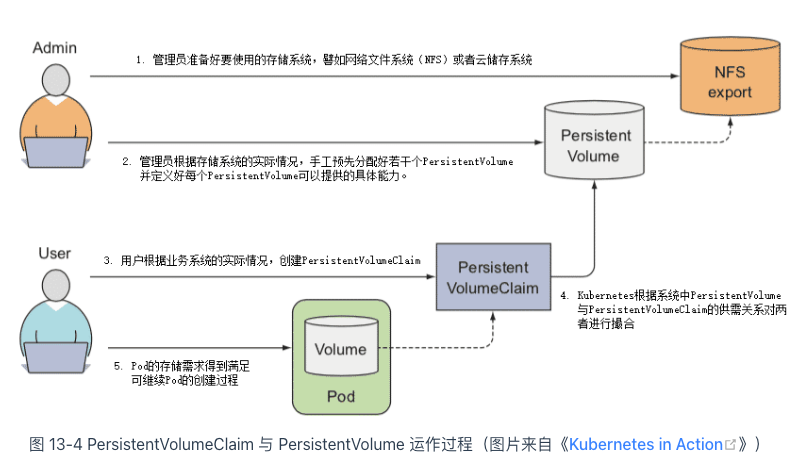 Admin
1. 管理员准备好要使用的存储系统，譬如网络文件系统（NFS）或者云储存系统
NFS
export
Persistent
Volume
2. 管理员根据存储系统的实际情况，手工预先分配好若干个PersistentVolume
并定义好每个PersistentVolume可以提供的具体能力。
User
3. 用户根据业务系统的实际情况，创建PersistentVolumeClaim
Persistent
VolumeClaim
4. Kubernetes根据系统中PersistentVolume
与PersistentVolumeClaim的供需关系对两
者进行撮合
Volume
Pod
5. Pod的存储需求得到满足
可继续Pod的创建过程
图 13-4 PersistentVolumeClaim 与 PersistentVolume 运作过程（图片来自《Kubernetes in Action》）